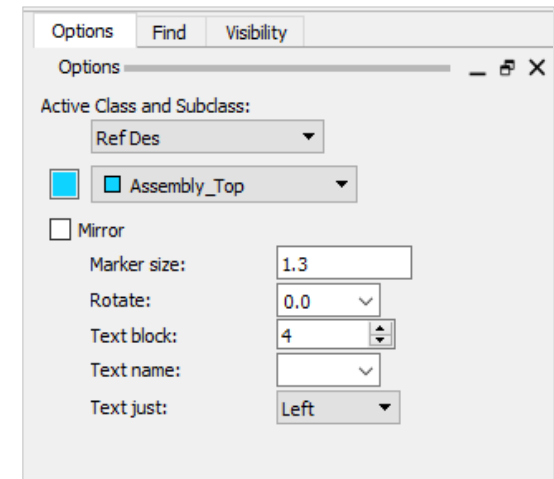 Options Find Visibility
Options
Active Class and Subclass:
Ref Des
Assembly_Top
Mirror
Marker size: 1.3
Rotate: 0.0
Text block: 4
Text name:
Text just: Left